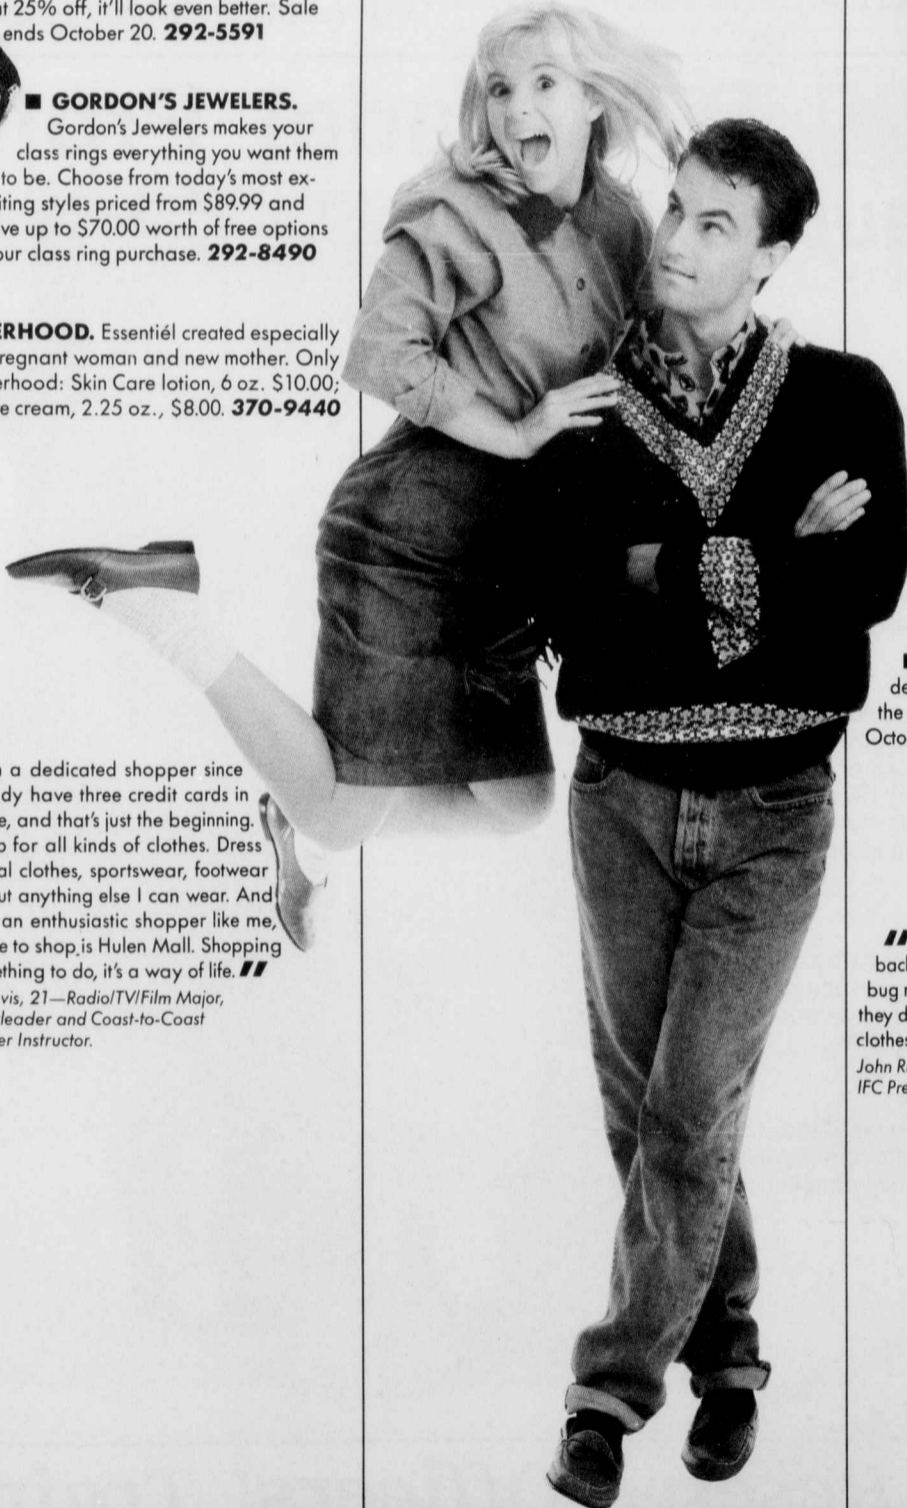 at 25% off, it'll look even better. Sale
ends October 20. 292-5591
■ GORDON'S JEWELERS.
Gordon's Jewelers makes your
class rings everything you want them
to be. Choose from today's most ex-
iting styles priced from $89.99 and
ve up to $70.00 worth of free options
our class ring purchase. 292-8490
ERHOOD. Essentiél created especially
regnant woman and new mother. Only
erhood: Skin Care lotion, 6 oz. $10.00;
e cream, 2.25 oz., $8.00. 370-9440
a dedicated shopper since
dy have three credit cards in
e, and that's just the beginning.
p for all kinds of clothes. Dress
al clothes, sportswear, footwear
ut anything else I can wear. And
an enthusiastic shopper like me,
e to shop is Hulen Mall. Shopping
ething to do, it's a way of life. "
vis, 21—Radio/TV/Film Major,
leader and Coast-to-Coast
er Instructor.
de
the
Octo
"
bac
bug
they d
clothes
John R
IFC Pre